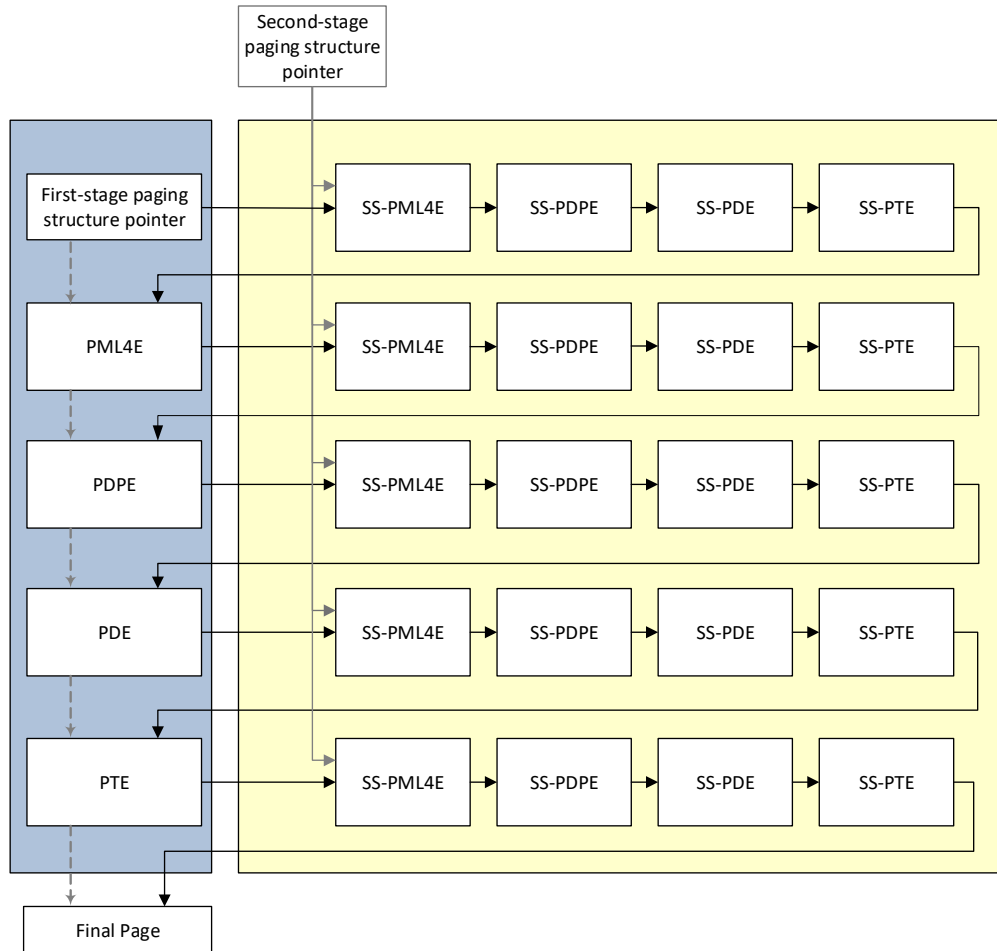 Second-stage
paging structure
pointer
First-stage paging
structure pointer
SS-PML4E
SS-PDPE
SS-PDE
SS-PTE
PML4E
SS-PML4E
SS-PDPE
SS-PDE
SS-PTE
PDPE
SS-PML4E
SS-PDPE
SS-PDE
SS-PTE
PDE
SS-PML4E
SS-PDPE
SS-PDE
SS-PTE
PTE
SS-PML4E
SS-PDPE
SS-PDE
SS-PTE
Final Page